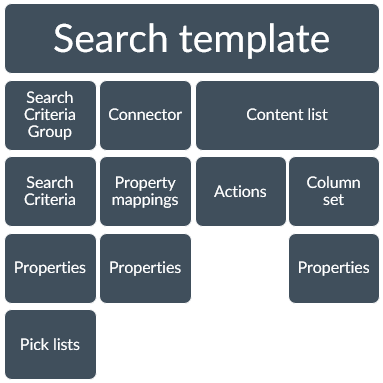 Search template
Search
Criteria
Group
Connector
Content list
Search
Criteria
Property
mappings
Actions
Column
set
Properties
Properties
Properties
Pick lists